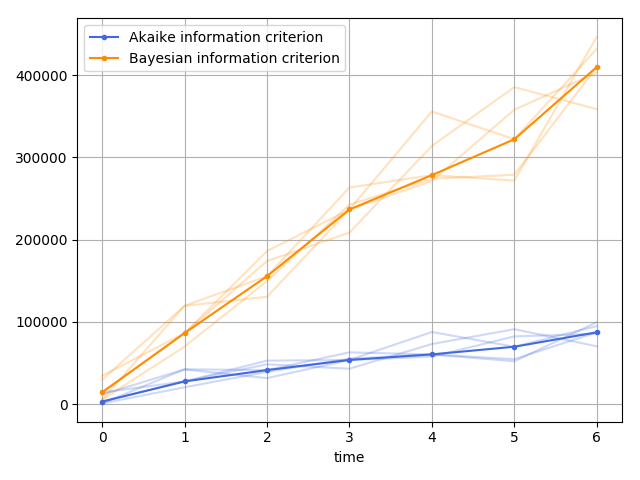 Akaike information criterion
Bayesian information criterion
400000
300000
200000
100000
0
0 1 2 3 4 5 6
time